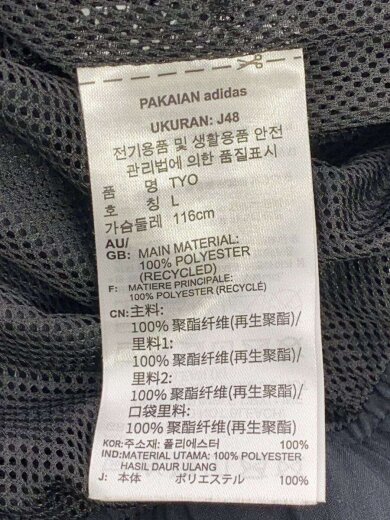 PAKAIAN adidas
UKURAN: J48
전기용품 및 생활용품 안전
관리법에 의한 품질표시
품 명 TYO
호 칭 L
가슴둘레 116cm
AU/
GB: MAIN MATERIAL:
100% POLYESTER
(RECYCLED)
F: MATIERE PRINCIPALE:
100% POLYESTER (RECYCLÉ)
CN:主料:
100% 聚酯纤维(再生聚酯)/
里料1:
100% 聚酯纤维(再生聚酯)/
里料2:
100% 聚酯纤维(再生聚酯)/
口袋里料:
100% 聚酯纤维(再生聚酯)
KOR:주소재: 폴리에스터 100%
IND:MATERIAL UTAMA: 100% POLYESTER
HASIL DAUR ULANG
J: 本体 ポリエステル 100%